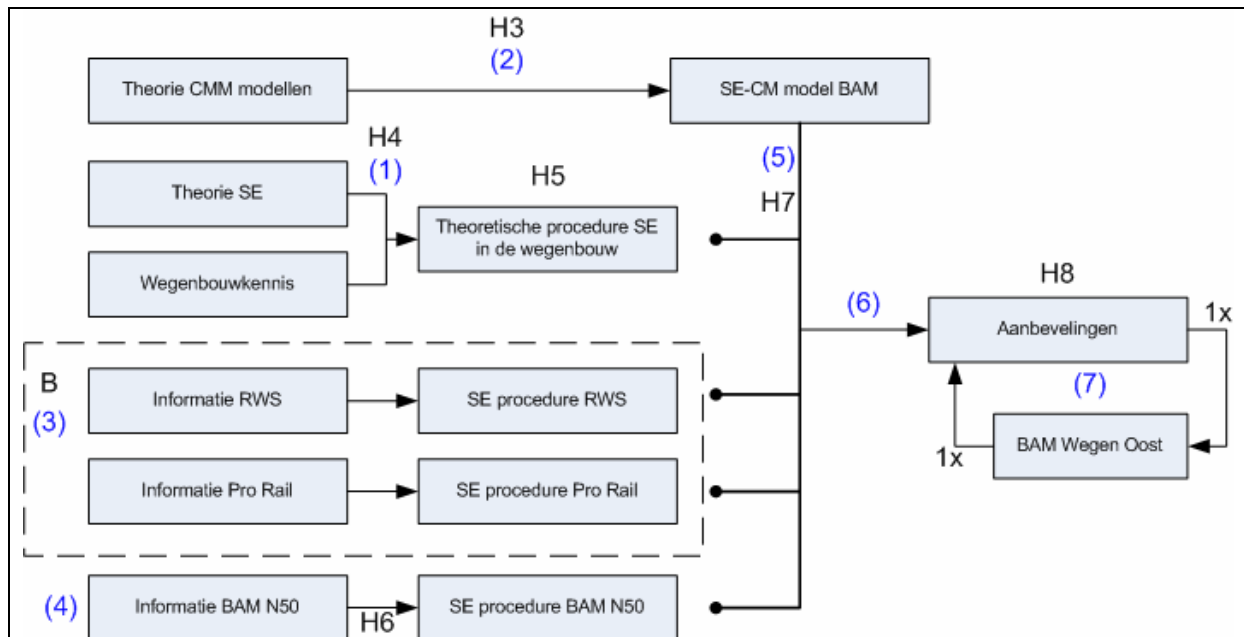 H3
(2)
Theorie CMM modellen
SE-CM model BAM
H4
(1)
(5)
Theorie SE
H5
H7
Theoretische procedure SE
in de wegenbouw
Wegenbouwkennis
H8
(6)
Aanbevelingen
1x
B
(3)
Informatie RWS
SE procedure RWS
(7)
BAM Wegen Oost
1x
Informatie Pro Rail
SE procedure Pro Rail
(4)
Informatie BAM N50
H6
SE procedure BAM N50